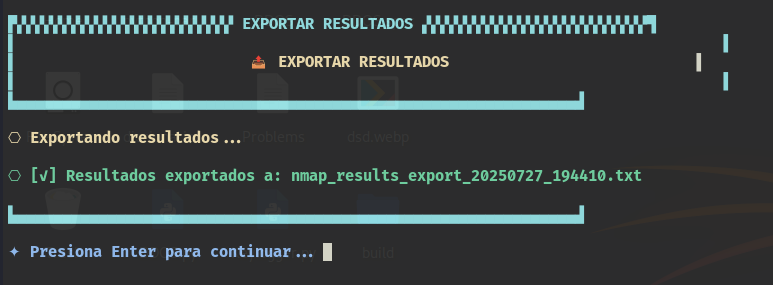 EXPORTAR RESULTADOS
📤 EXPORTAR RESULTADOS
⎔ Exportando resultados...
Problems
dsd.webp
⎔ [√] Resultados exportados a: nmap_results_export_20250727_194410.txt
✦ Presiona Enter para continuar...
build